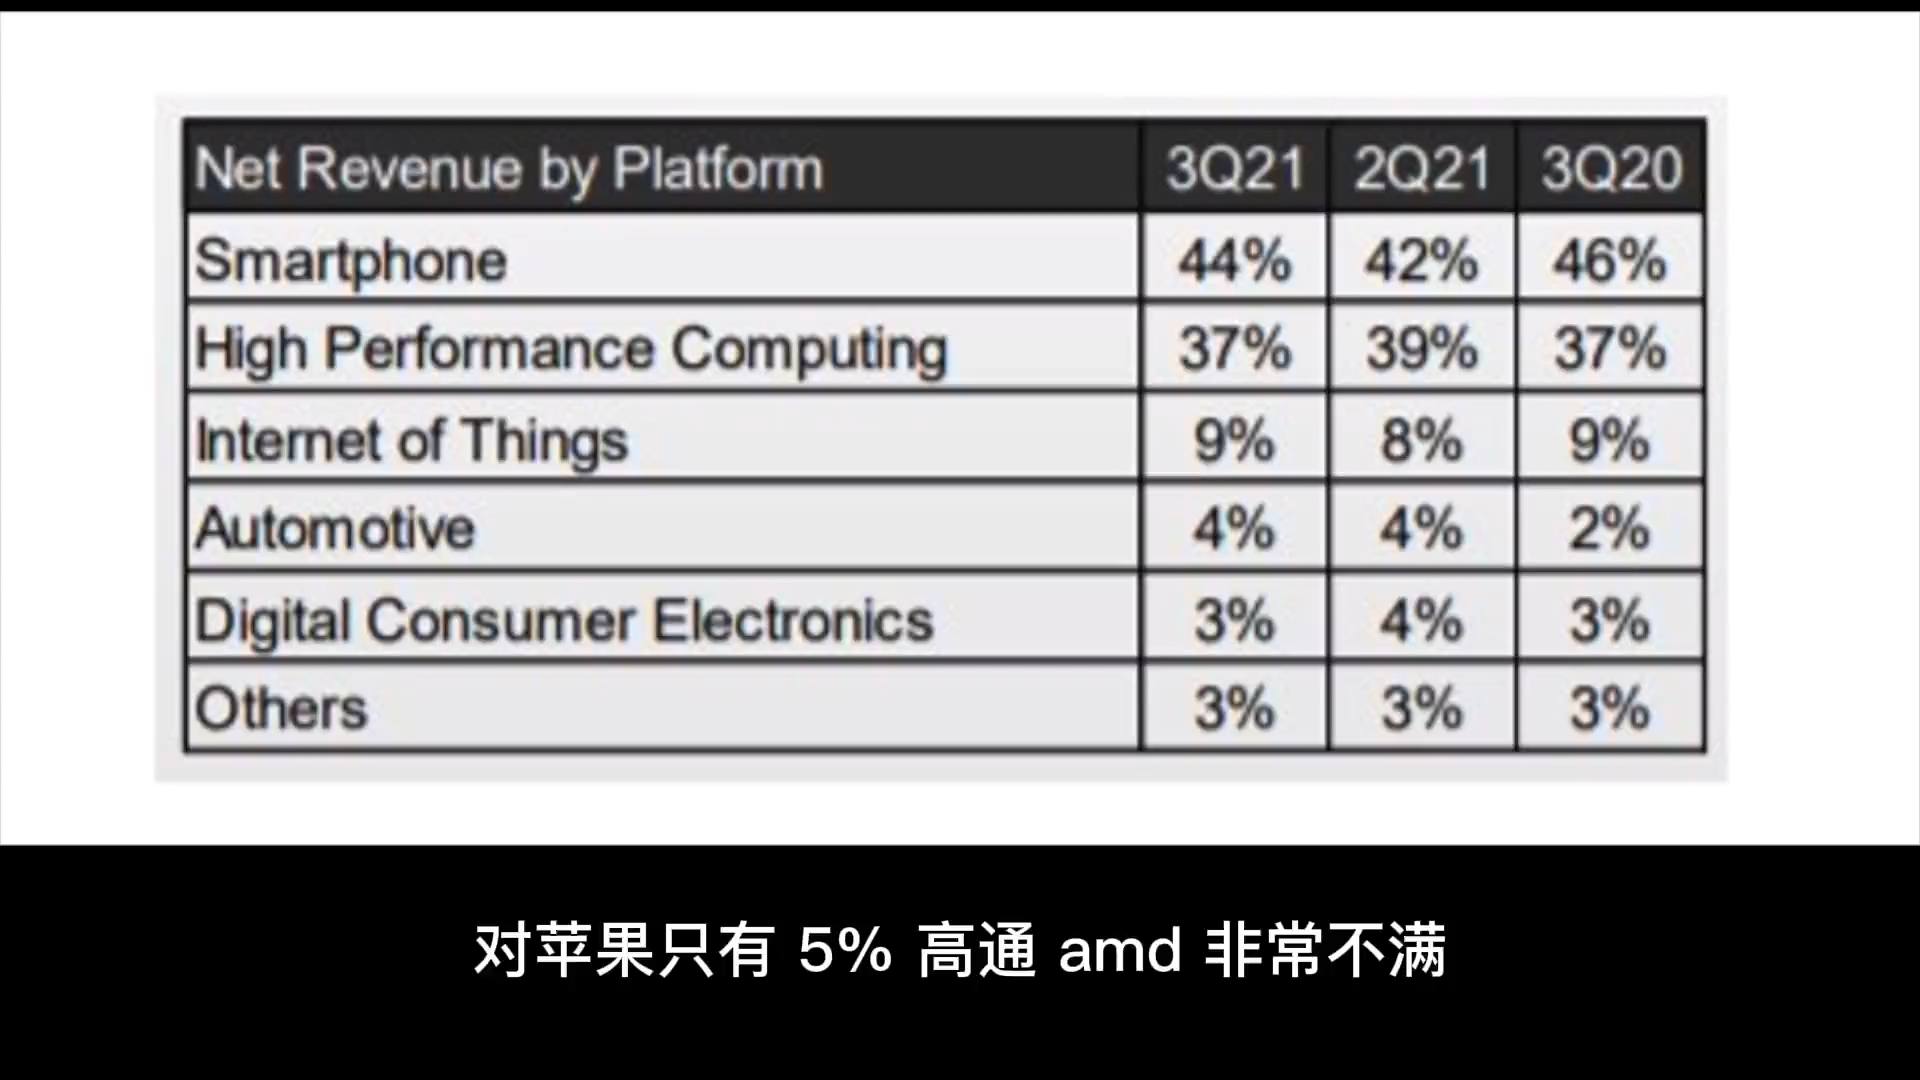 Net Revenue by Platform 3Q21 2Q21 3Q20
Smartphone 44% 42% 46%
High Performance Computing 37% 39% 37%
Internet of Things 9% 8% 9%
Automotive 4% 4% 2%
Digital Consumer Electronics 3% 4% 3%
Others 3% 3% 3%
对苹果只有 5% 高通 amd 非常不满